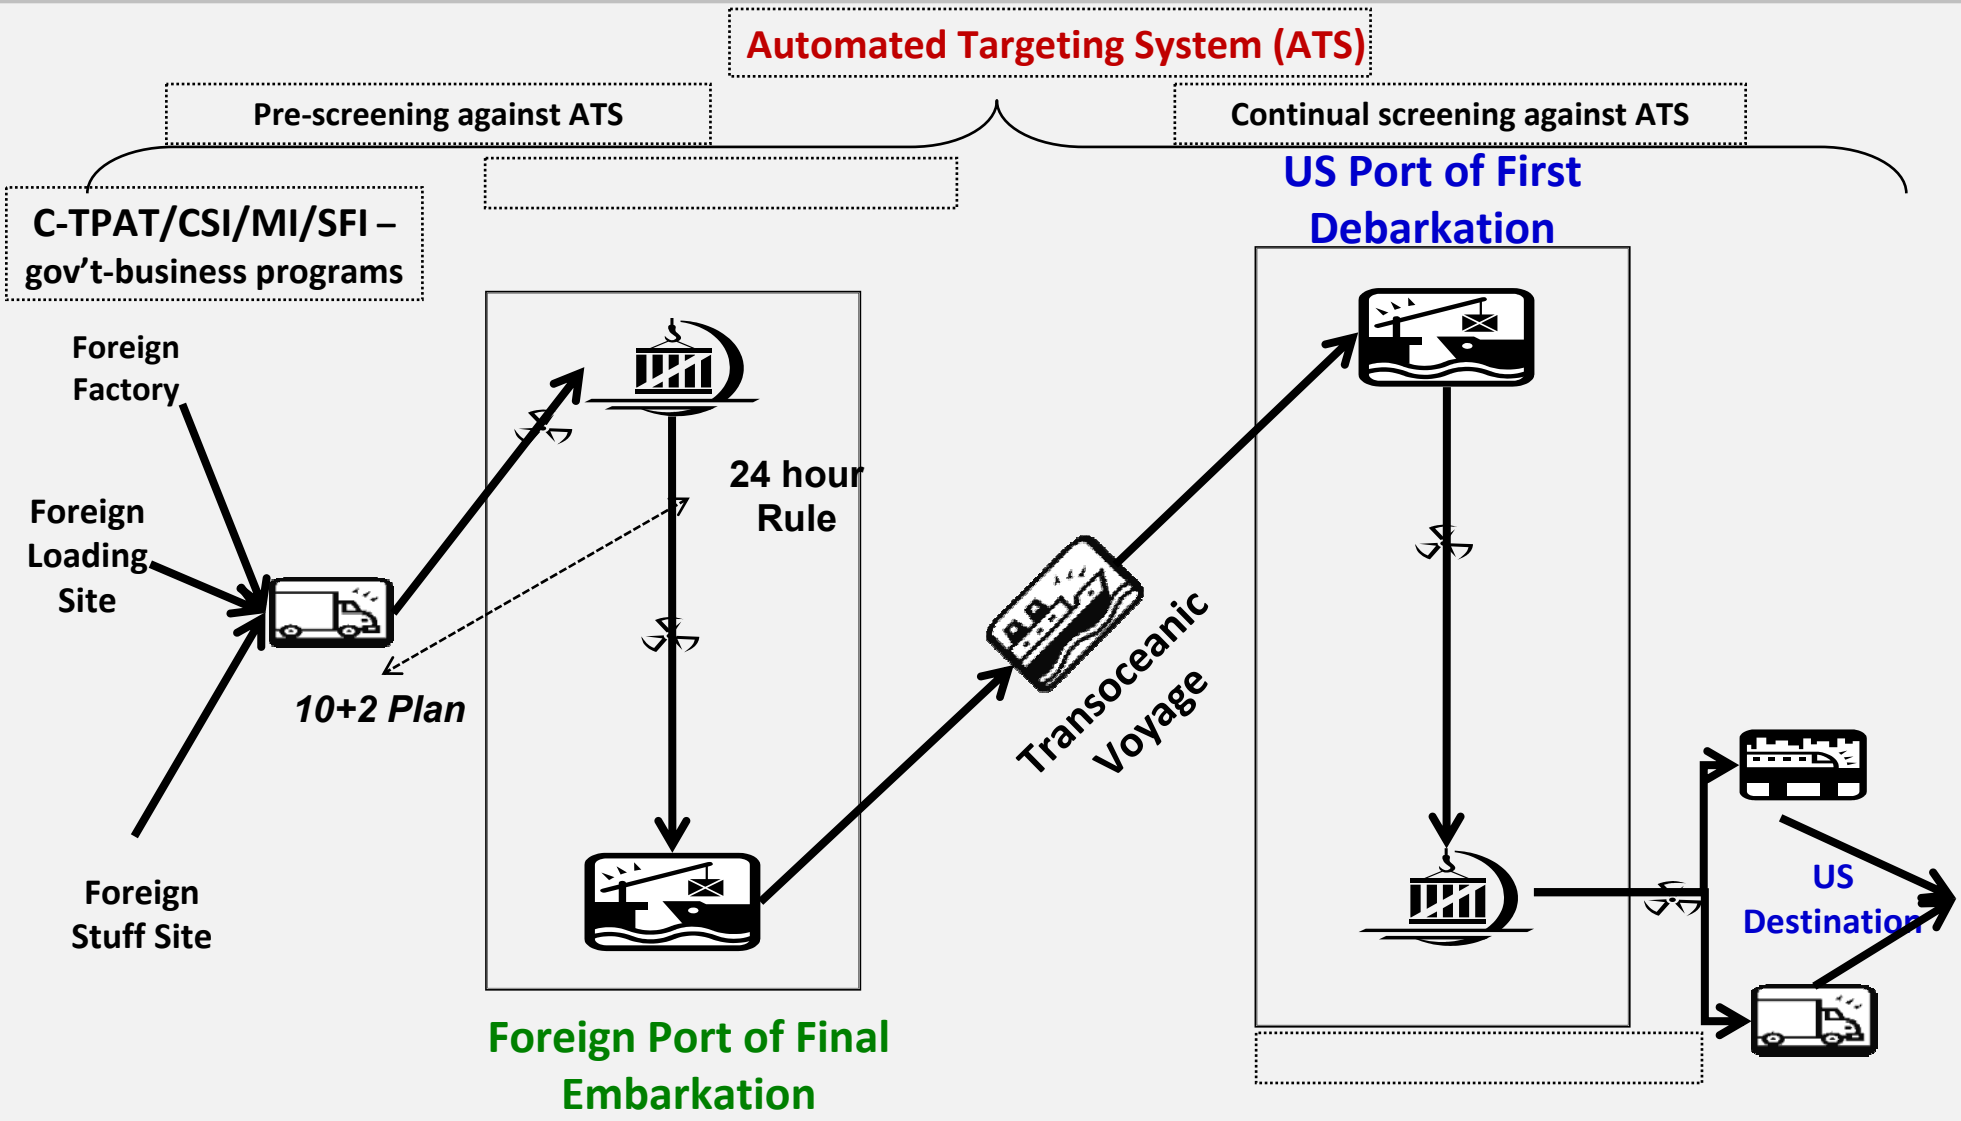 Automated Targeting System (ATS)
Pre-screening against ATS
Continual screening against ATS
C-TPAT/CSI/MI/SFI –
gov’t-business programs
US Port of First
Debarkation
Foreign
Factory
24 hour
Rule
Foreign
Loading
Site
10+2 Plan
Transoceanic
Voyage
Foreign
Stuff Site
US
Destination
Foreign Port of Final
Embarkation